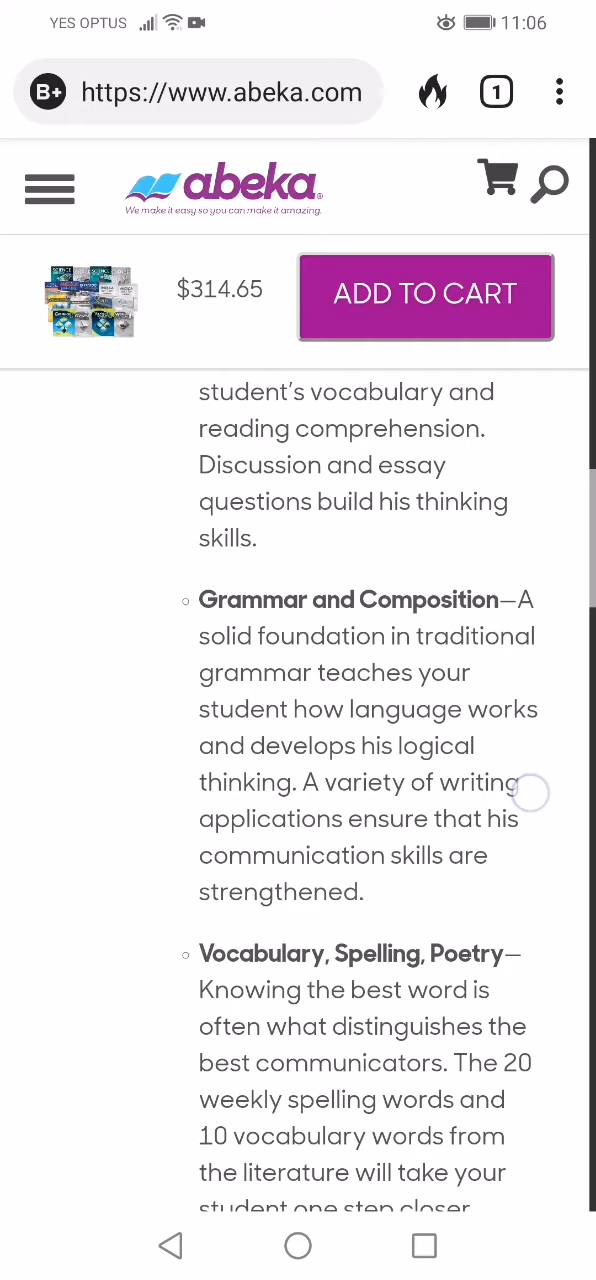 YES OPTUS 11:06
B+ https://www.abeka.com 1
abeka®
We make it easy so you can make it amazing.
$314.65 ADD TO CART
student's vocabulary and
reading comprehension.
Discussion and essay
questions build his thinking
skills.
Grammar and Composition—A
solid foundation in traditional
grammar teaches your
student how language works
and develops his logical
thinking. A variety of writing
applications ensure that his
communication skills are
strengthened.
Vocabulary, Spelling, Poetry—
Knowing the best word is
often what distinguishes the
best communicators. The 20
weekly spelling words and
10 vocabulary words from
the literature will take your
student one step closer